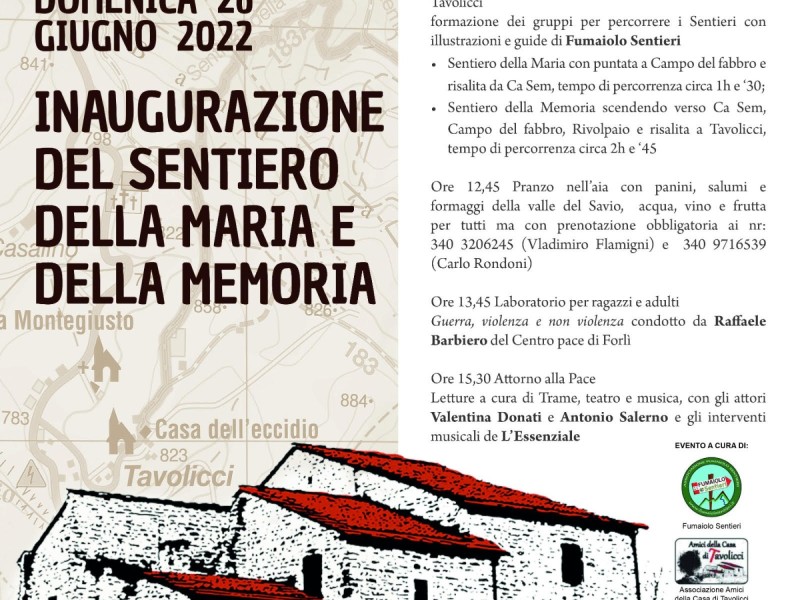 DOMENICA 26
GIUGNO 2022
INAUGURAZIONE
DEL SENTIERO
DELLA MARIA E
DELLA MEMORIA
841
183A
798
822
Casalino
a Montegiusto
858
826
183
884
783
Casa dell'eccidio
823
Tavolicci
Tavolicci
formazione dei gruppi per percorrere i Sentieri con
illustrazioni e guide di Fumaiolo Sentieri
• Sentiero della Maria con puntata a Campo del fabbro e
risalita da Ca Sem, tempo di percorrenza circa 1h e ‘30;
• Sentiero della Memoria scendendo verso Ca Sem,
Campo del fabbro, Rivolpaio e risalita a Tavolicci,
tempo di percorrenza circa 2h e ‘45
Ore 12,45 Pranzo nell’aia con panini, salumi e
formaggi della valle del Savio, acqua, vino e frutta
per tutti ma con prenotazione obbligatoria ai nr:
340 3206245 (Vladimiro Flamigni) e 340 9716539
(Carlo Rondoni)
Ore 13,45 Laboratorio per ragazzi e adulti
Guerra, violenza e non violenza condotto da Raffaele
Barbiero del Centro pace di Forlì
Ore 15,30 Attorno alla Pace
Letture a cura di Trame, teatro e musica, con gli attori
Valentina Donati e Antonio Salerno e gli interventi
musicali de L’Essenziale
EVENTO A CURA DI:
FUMAIOLO
Sentieri
Fumaiolo Sentieri
Amici della Casa
di Tavolicci
Associazione Amici
della Casa di Tavolicci